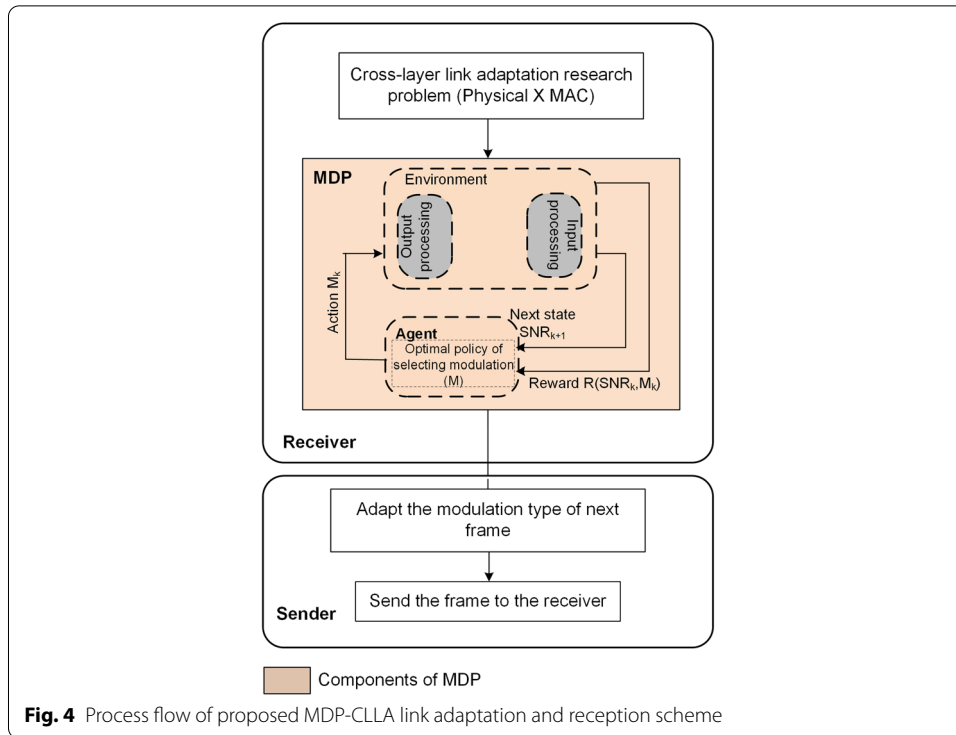 Cross-layer link adaptation research
problem (Physical X MAC)
MDP
Environment
Output
processing
Input
processing
Action Mk
Next state
SNRk+1
Agent
Optimal policy of
selecting modulation
(M)
Reward R(SNRk,Mk)
Receiver
Adapt the modulation type of next
frame
Send the frame to the receiver
Sender
Components of MDP
Fig. 4 Process flow of proposed MDP-CLLA link adaptation and reception scheme